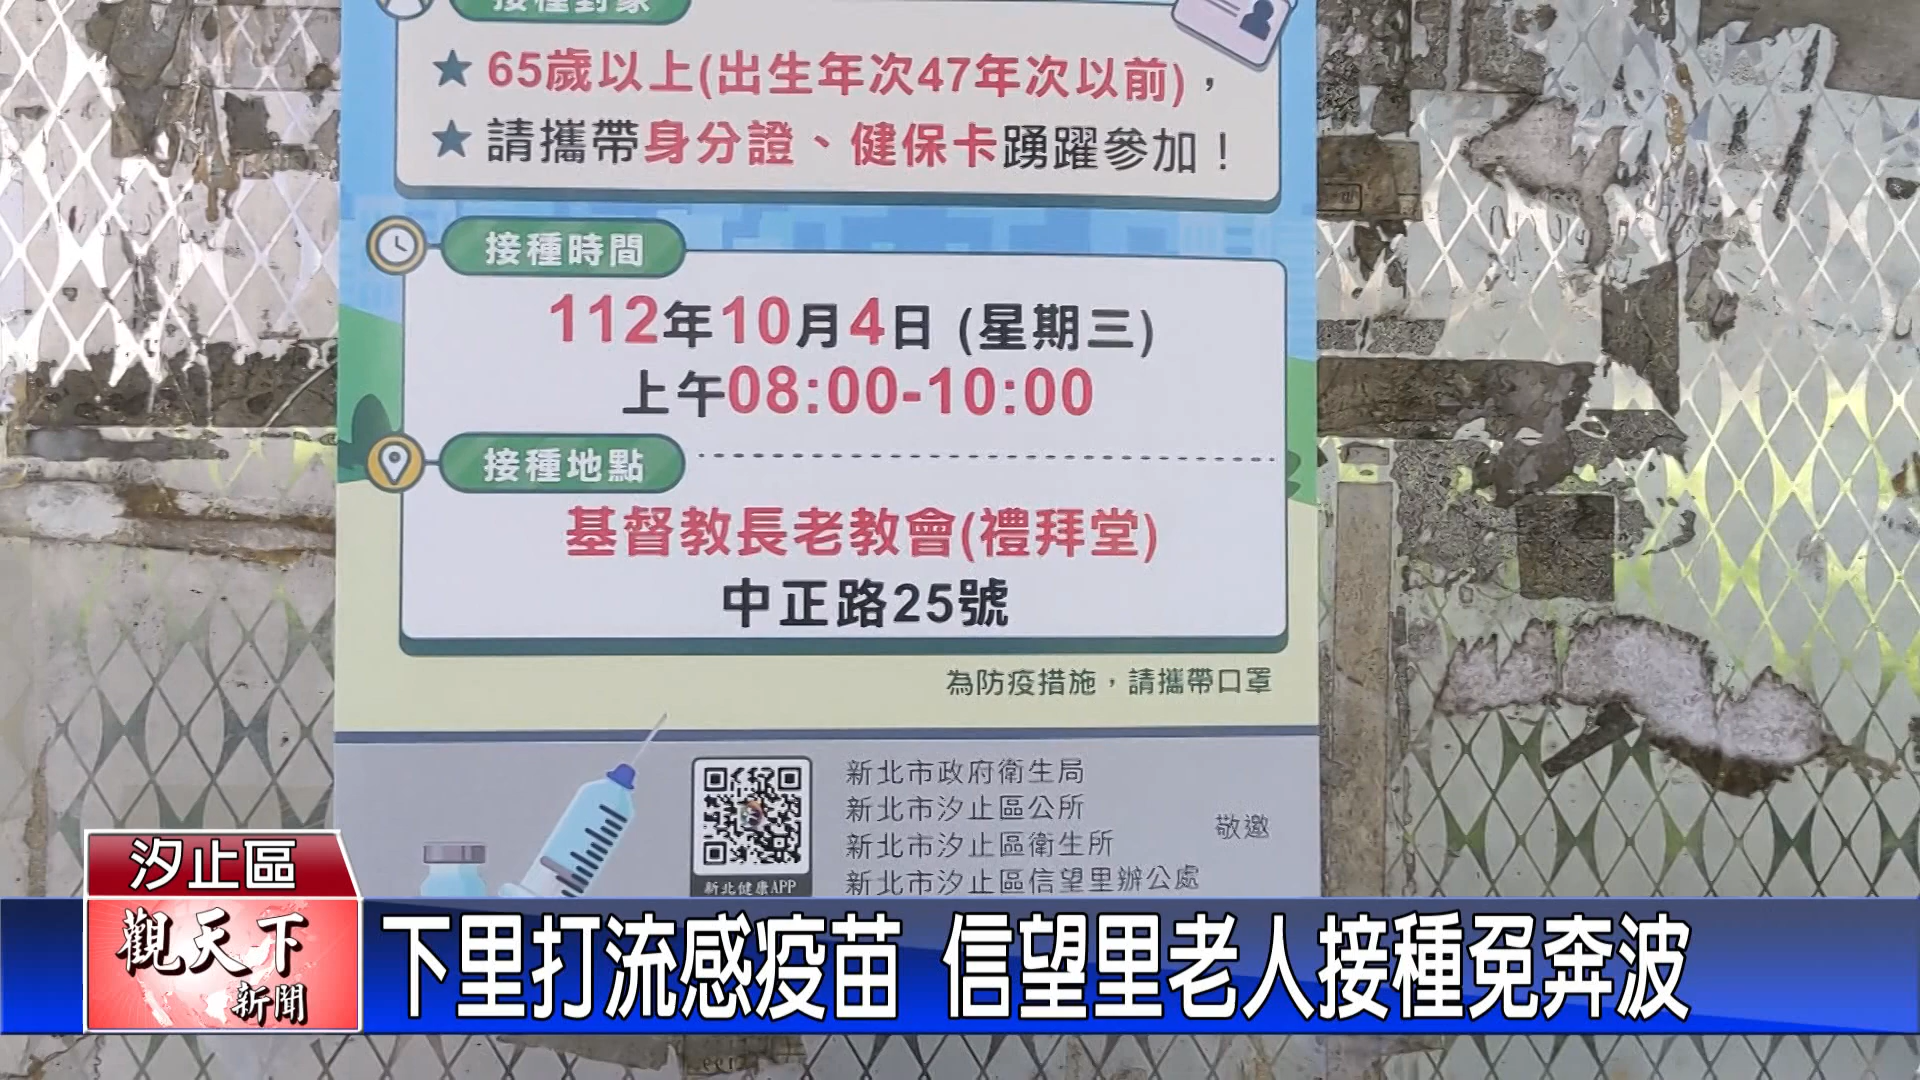 接種對象
★ 65歲以上(出生年次47年次以前)，
★ 請攜帶身分證、健保卡踴躍參加！
接種時間
112年10月4日 (星期三)
上午08:00-10:00
接種地點
基督教長老教會(禮拜堂)
中正路25號
為防疫措施，請攜帶口罩
新北市政府衛生局
新北市汐止區公所
新北市汐止區衛生所
新北市汐止區信望里辦公處
敬邀
新北健康APP
汐止區
觀天下
新聞
下里打流感疫苗 信望里老人接種免奔波